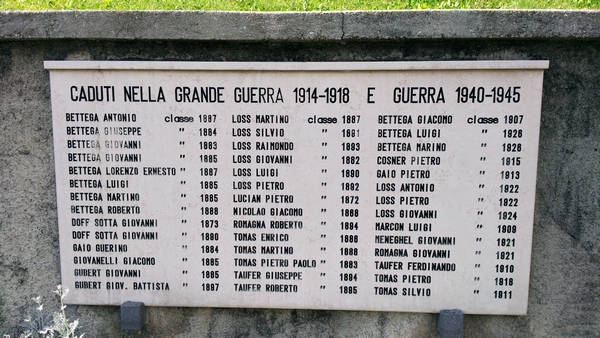 CADUTI NELLA GRANDE GUERRA 1914-1918 E GUERRA 1940-1945
BETTEGA ANTONIO classe 1887
BETTEGA GIUSEPPE " 1884
BETTEGA GIOVANNI " 1883
BETTEGA GIOVANNI " 1885
BETTEGA LORENZO ERNESTO " 1887
BETTEGA LUIGI " 1885
BETTEGA MARTINO " 1885
BETTEGA ROBERTO " 1888
DOFF SOTTA GIOVANNI " 1873
DOFF SOTTA GIOVANNI " 1880
GAIO GUERINO " 1884
GIOVANELLI GIACOMO " 1885
GUBERT GIOVANNI " 1885
GUBERT GIOV. BATTISTA " 1897
LOSS MARTINO classe 1887
LOSS SILVIO " 1881
LOSS RAIMONDO " 1893
LOSS GIOVANNI " 1882
LOSS LUIGI " 1890
LOSS PIETRO " 1892
LUCIAN PIETRO " 1872
NICOLAO GIACOMO " 1888
ROMAGNA ROBERTO " 1894
TOMAS ENRICO " 1886
TOMAS MARTINO " 1888
TOMAS PIETRO PAOLO " 1883
TAUFER GIUSEPPE " 1894
TAUFER ROBERTO " 1895
BETTEGA GIACOMO classe 1907
BETTEGA LUIGI " 1926
BETTEGA MARINO " 1926
COSNER PIETRO " 1915
GAIO PIETRO " 1913
LOSS ANTONIO " 1922
LOSS PIETRO " 1922
LOSS GIOVANNI " 1924
MARCON LUIGI " 1909
MENEGHEL GIOVANNI " 1921
ROMAGNA GIOVANNI " 1921
TAUFER FERDINANDO " 1910
TOMAS PIETRO " 1918
TOMAS SILVIO " 1911